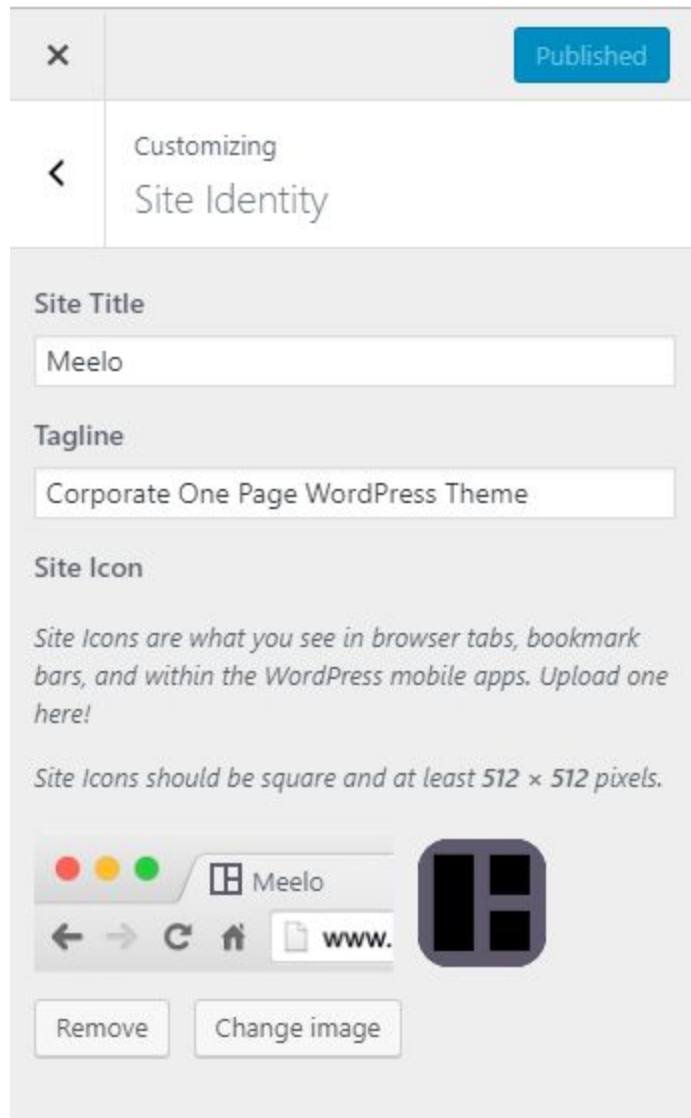 Published
Customizing
Site Identity
Site Title
Meelo
Tagline
Corporate One Page WordPress Theme
Site Icon
Site Icons are what you see in browser tabs, bookmark
bars, and within the WordPress mobile apps. Upload one
here!
Site Icons should be square and at least 512 × 512 pixels.
Meelo
www.
Remove
Change image